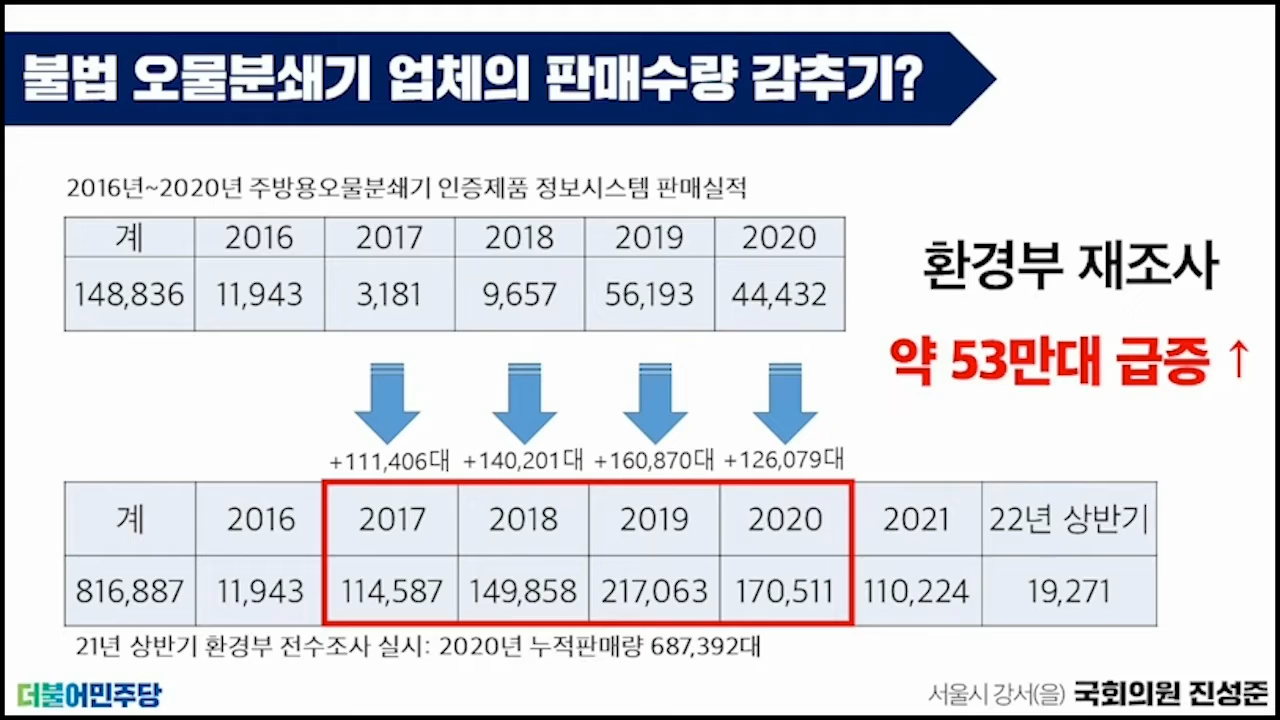 불법 오물분쇄기 업체의 판매수량 감추기?
2016년~2020년 주방용오물분쇄기 인증제품 정보시스템 판매실적
계 2016 2017 2018 2019 2020
148,836 11,943 3,181 9,657 56,193 44,432
환경부 재조사
약 53만대 급증 ↑
+111,406대 +140,201대 +160,870대 +126,079대
계 2016 2017 2018 2019 2020 2021 22년 상반기
816,887 11,943 114,587 149,858 217,063 170,511 110,224 19,271
21년 상반기 환경부 전수조사 실시: 2020년 누적판매량 687,392대
더불어민주당
서울시 강서(을) 국회의원 진성준